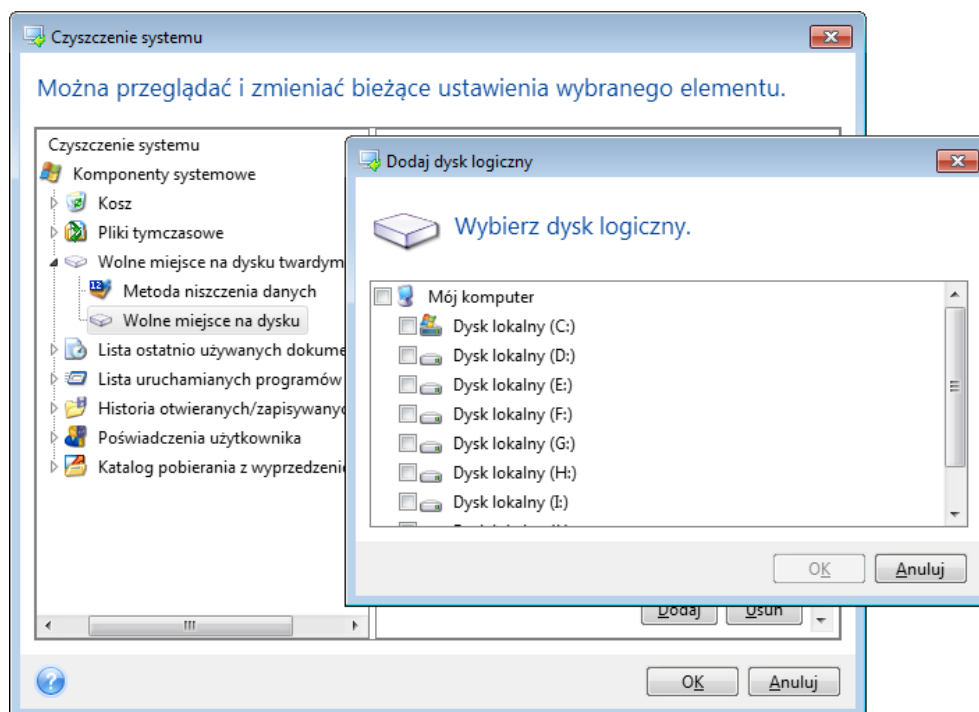 Czyszczenie systemu
Można przeglądać i zmieniać bieżące ustawienia wybranego elementu.
Czyszczenie systemu
Komponenty systemowe
Kosz
Pliki tymczasowe
Wolne miejsce na dysku twardym
Metoda niszczenia danych
Wolne miejsce na dysku
Lista ostatnio używanych dokume
Lista uruchamianych programów
Historia otwieranych/zapisywanyc
Poświadczenia użytkownika
Katalog pobierania z wyprzedzeni
Dodaj dysk logiczny
Wybierz dysk logiczny.
Mój komputer
Dysk lokalny (C:)
Dysk lokalny (D:)
Dysk lokalny (E:)
Dysk lokalny (F:)
Dysk lokalny (G:)
Dysk lokalny (H:)
Dysk lokalny (I:)
OK Anuluj
Dodaj Usuń
OK Anuluj